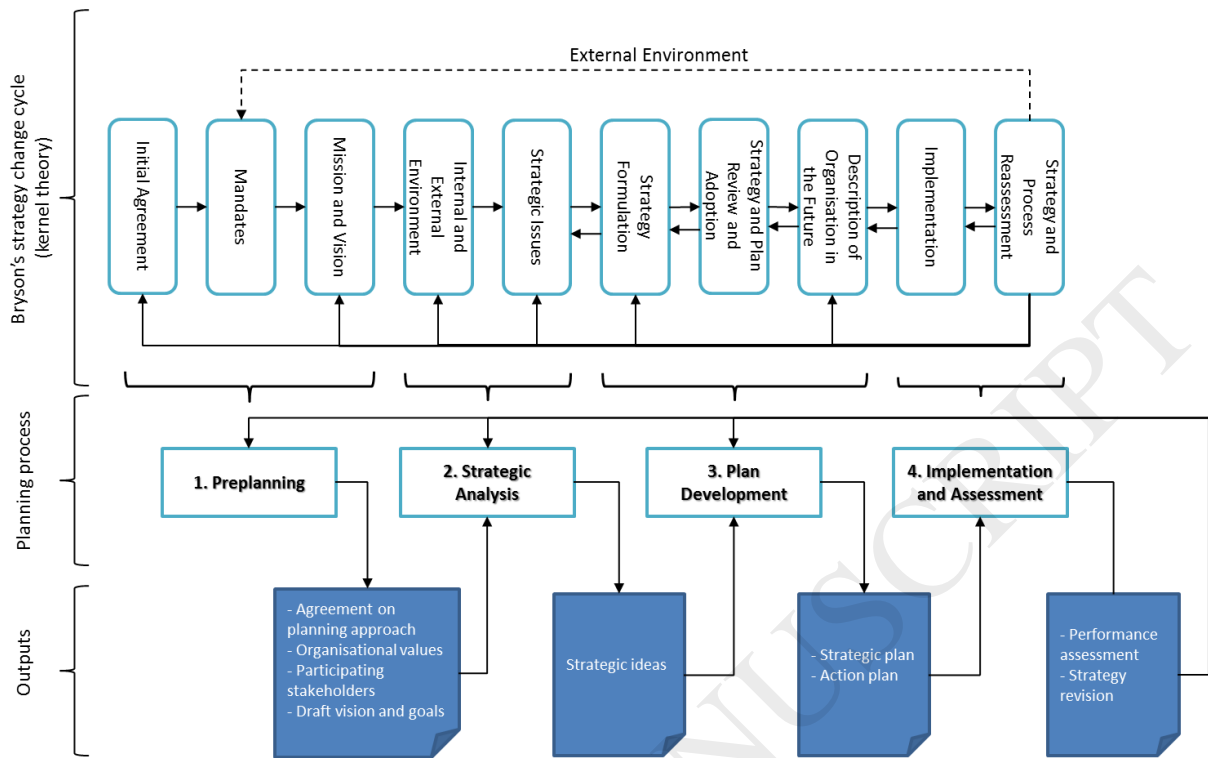 External Environment
Bryson's strategy change cycle
(kernel theory)
Initial Agreement
Mandates
Mission and Vision
Internal and
External
Environment
Strategic Issues
Strategy
Formulation
Strategy and Plan
Review and
Adoption
Description of
Organisation in
the Future
Implementation
Strategy and
Process
Reassessment
Planning process
1. Preplanning
2. Strategic
Analysis
3. Plan
Development
4. Implementation
and Assessment
Outputs
- Agreement on
planning approach
- Organisational values
- Participating
stakeholders
- Draft vision and goals
Strategic ideas
- Strategic plan
- Action plan
- Performance
assessment
- Strategy
revision
NUSCRIPT